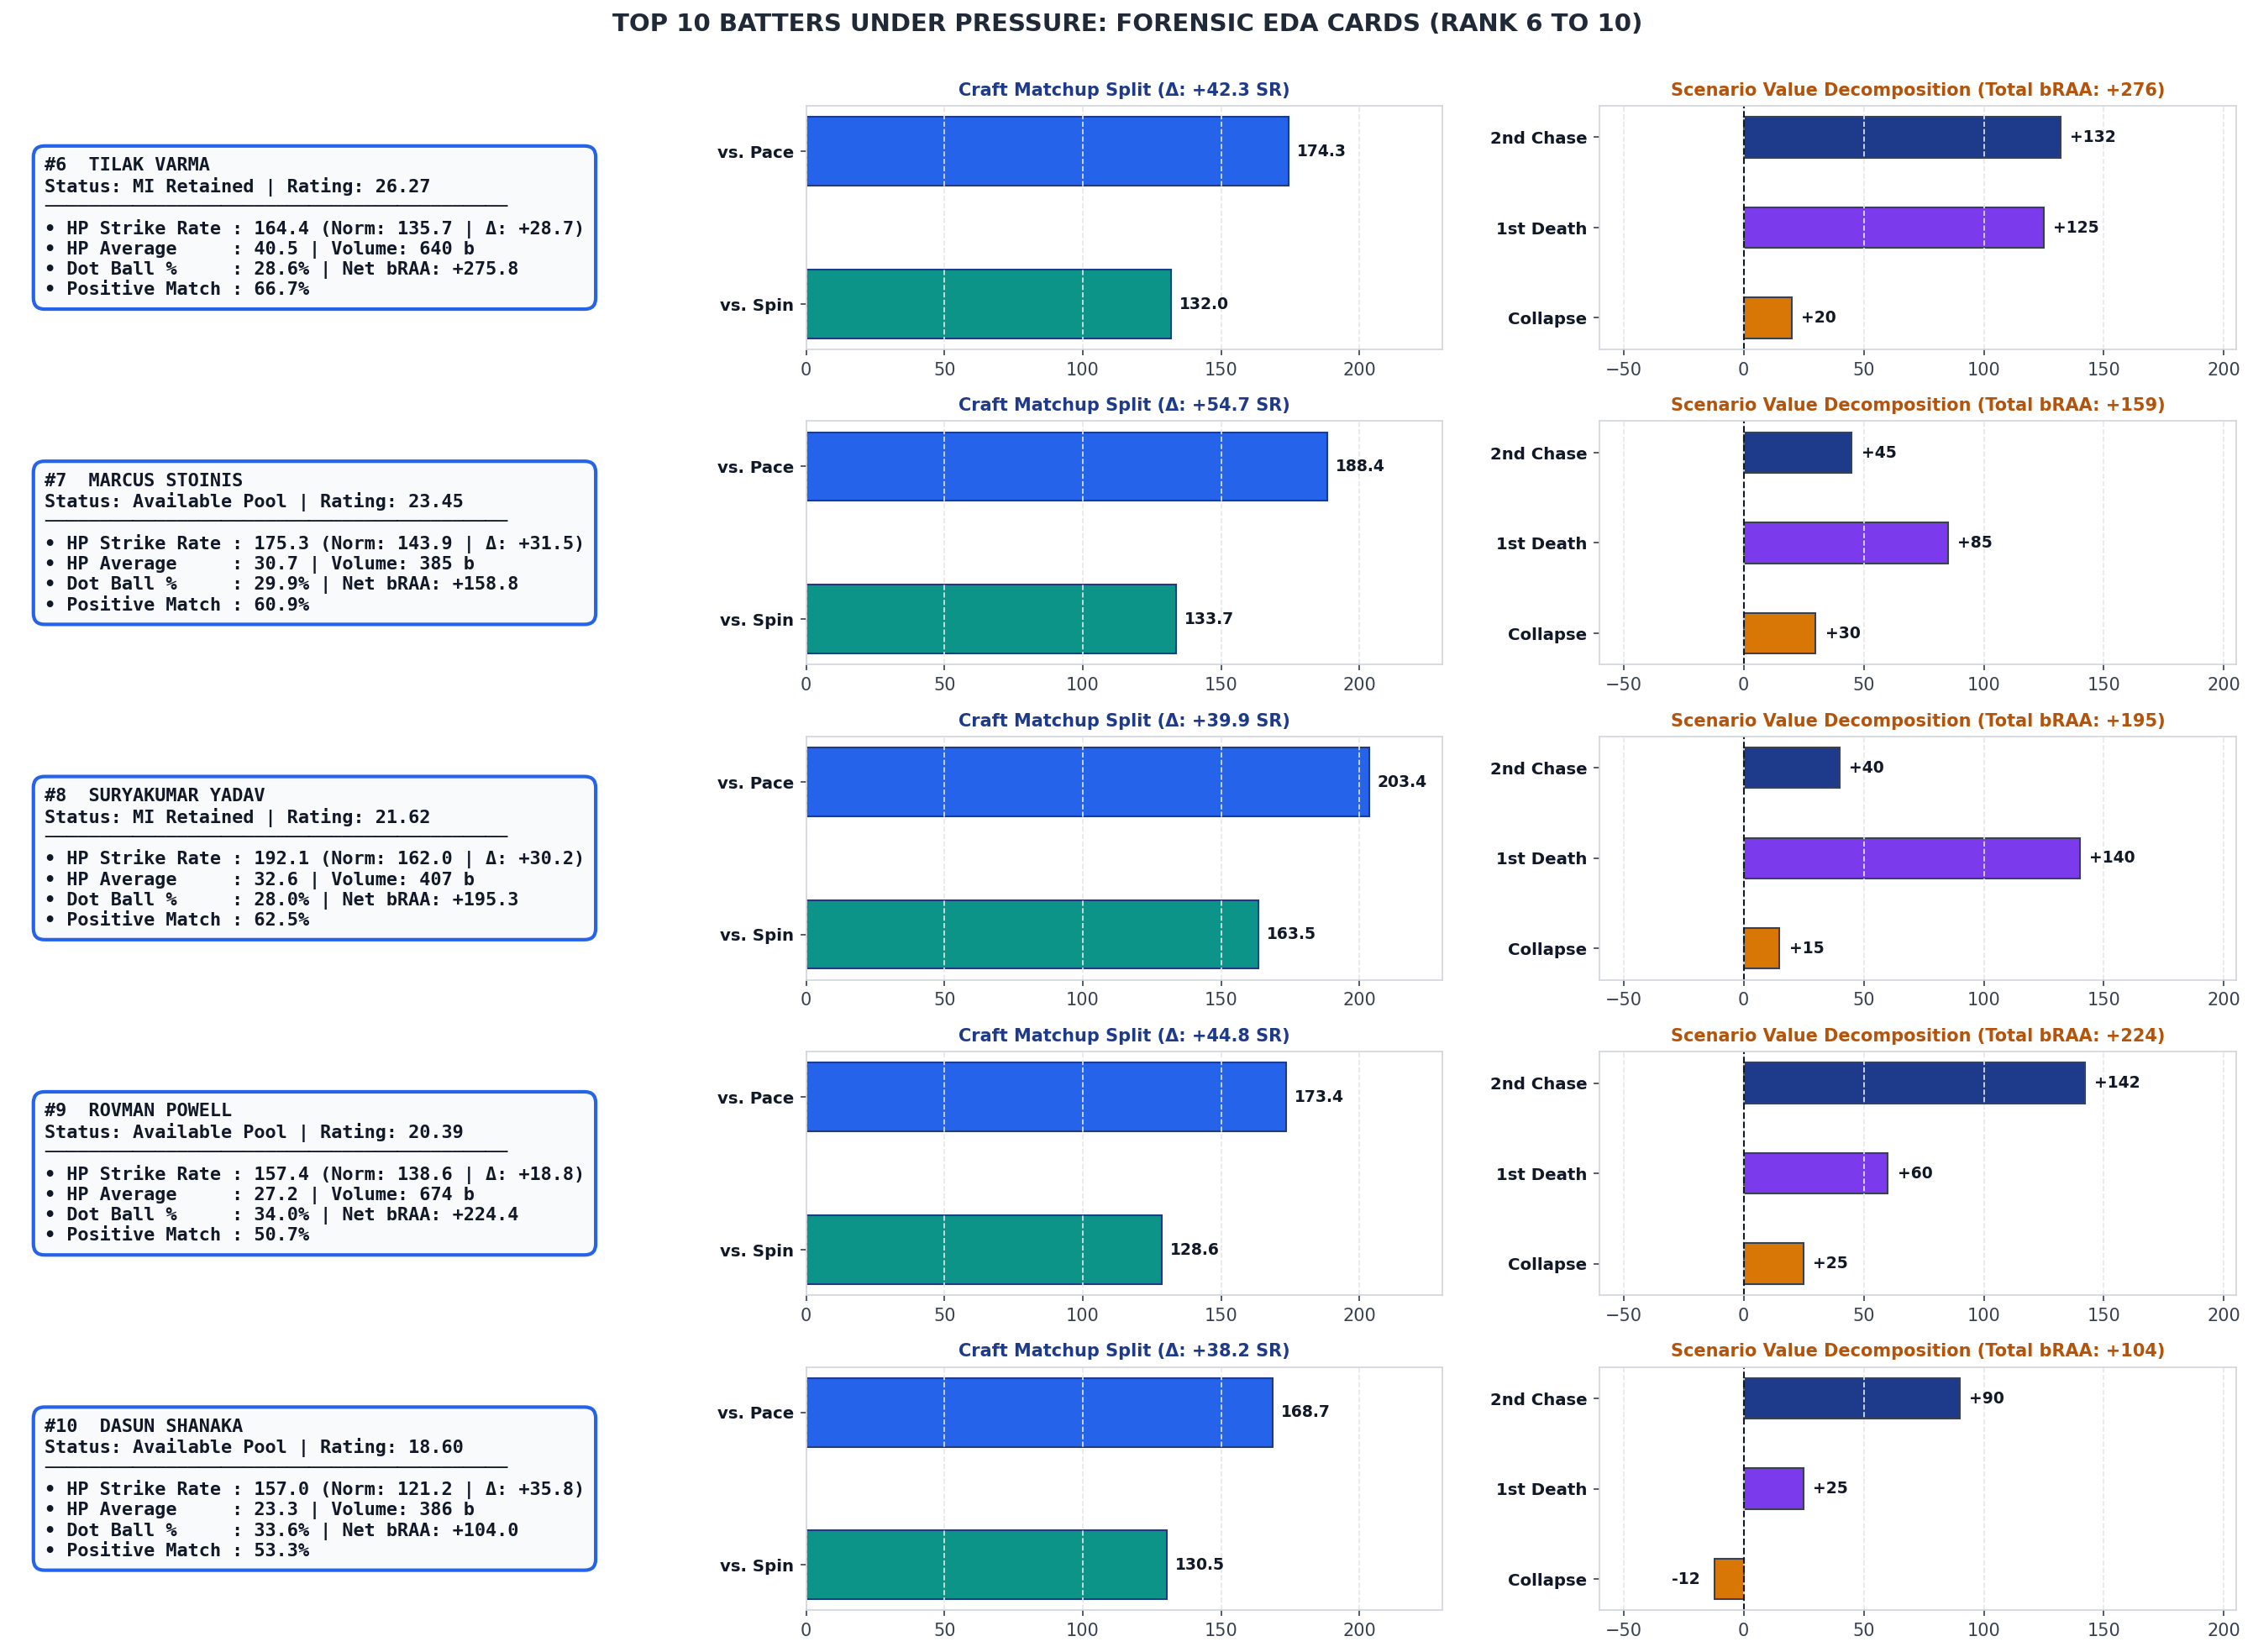 TOP 10 BATTERS UNDER PRESSURE: FORENSIC EDA CARDS (RANK 6 TO 10)
#6  TILAK VARMA
Status: MI Retained | Rating: 26.27
• HP Strike Rate : 164.4 (Norm: 135.7 | Δ: +28.7)
• HP Average     : 40.5 | Volume: 640 b
• Dot Ball %     : 28.6% | Net bRAA: +275.8
• Positive Match : 66.7%
Craft Matchup Split (Δ: +42.3 SR)
vs. Pace 174.3
vs. Spin 132.0
0 50 100 150 200
Scenario Value Decomposition (Total bRAA: +276)
2nd Chase +132
1st Death +125
Collapse +20
−50 0 50 100 150 200
#7  MARCUS STOINIS
Status: Available Pool | Rating: 23.45
• HP Strike Rate : 175.3 (Norm: 143.9 | Δ: +31.5)
• HP Average     : 30.7 | Volume: 385 b
• Dot Ball %     : 29.9% | Net bRAA: +158.8
• Positive Match : 60.9%
Craft Matchup Split (Δ: +54.7 SR)
vs. Pace 188.4
vs. Spin 133.7
0 50 100 150 200
Scenario Value Decomposition (Total bRAA: +159)
2nd Chase +45
1st Death +85
Collapse +30
−50 0 50 100 150 200
#8  SURYAKUMAR YADAV
Status: MI Retained | Rating: 21.62
• HP Strike Rate : 192.1 (Norm: 162.0 | Δ: +30.2)
• HP Average     : 32.6 | Volume: 407 b
• Dot Ball %     : 28.0% | Net bRAA: +195.3
• Positive Match : 62.5%
Craft Matchup Split (Δ: +39.9 SR)
vs. Pace 203.4
vs. Spin 163.5
0 50 100 150 200
Scenario Value Decomposition (Total bRAA: +195)
2nd Chase +40
1st Death +140
Collapse +15
−50 0 50 100 150 200
#9  ROVMAN POWELL
Status: Available Pool | Rating: 20.39
• HP Strike Rate : 157.4 (Norm: 138.6 | Δ: +18.8)
• HP Average     : 27.2 | Volume: 674 b
• Dot Ball %     : 34.0% | Net bRAA: +224.4
• Positive Match : 50.7%
Craft Matchup Split (Δ: +44.8 SR)
vs. Pace 173.4
vs. Spin 128.6
0 50 100 150 200
Scenario Value Decomposition (Total bRAA: +224)
2nd Chase +142
1st Death +60
Collapse +25
−50 0 50 100 150 200
#10  DASUN SHANAKA
Status: Available Pool | Rating: 18.60
• HP Strike Rate : 157.0 (Norm: 121.2 | Δ: +35.8)
• HP Average     : 23.3 | Volume: 386 b
• Dot Ball %     : 33.6% | Net bRAA: +104.0
• Positive Match : 53.3%
Craft Matchup Split (Δ: +38.2 SR)
vs. Pace 168.7
vs. Spin 130.5
0 50 100 150 200
Scenario Value Decomposition (Total bRAA: +104)
2nd Chase +90
1st Death +25
Collapse -12
−50 0 50 100 150 200